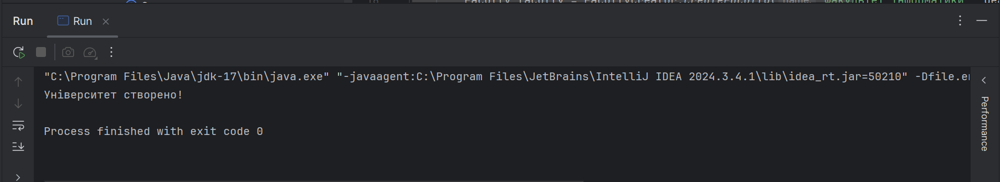 Run
Run
"C:\Program Files\Java\jdk-17\bin\java.exe" "-javaagent:C:\Program Files\JetBrains\IntelliJ IDEA 2024.3.4.1\lib\idea_rt.jar=50210" -Dfile.e
Університет створено!
Process finished with exit code 0
Performance